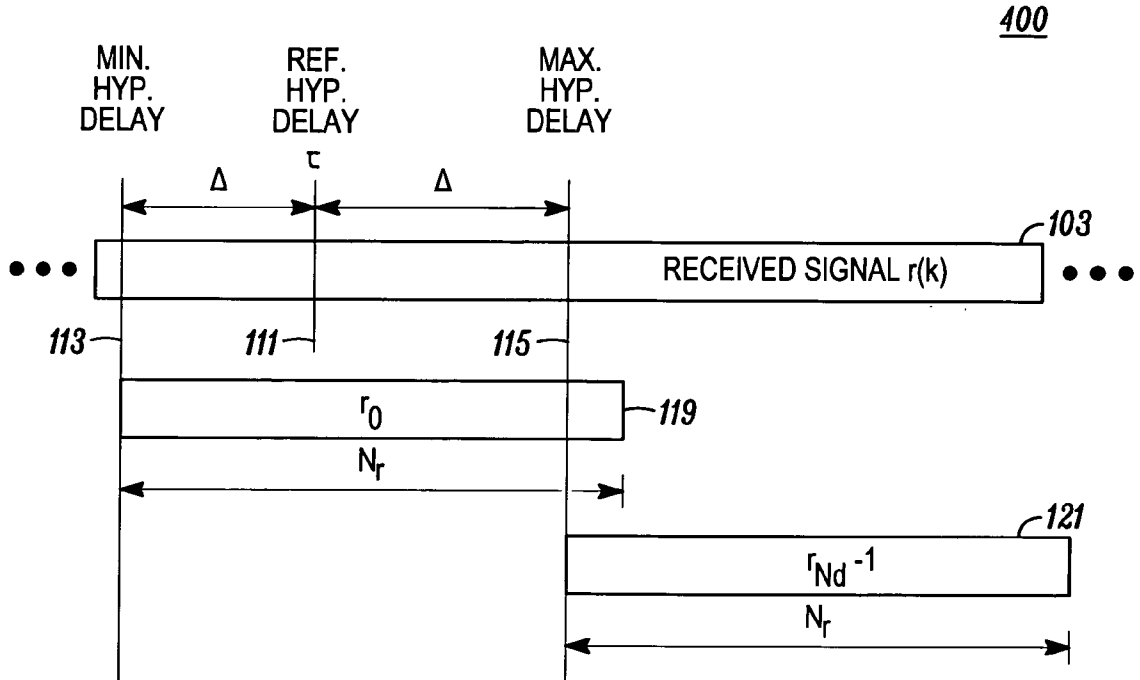 400
MIN. HYP. DELAY
REF. HYP. DELAY
τ
MAX. HYP. DELAY
Δ
Δ
103
RECEIVED SIGNAL r(k)
113
111
115
r0
119
Nr
121
rNd -1
Nr